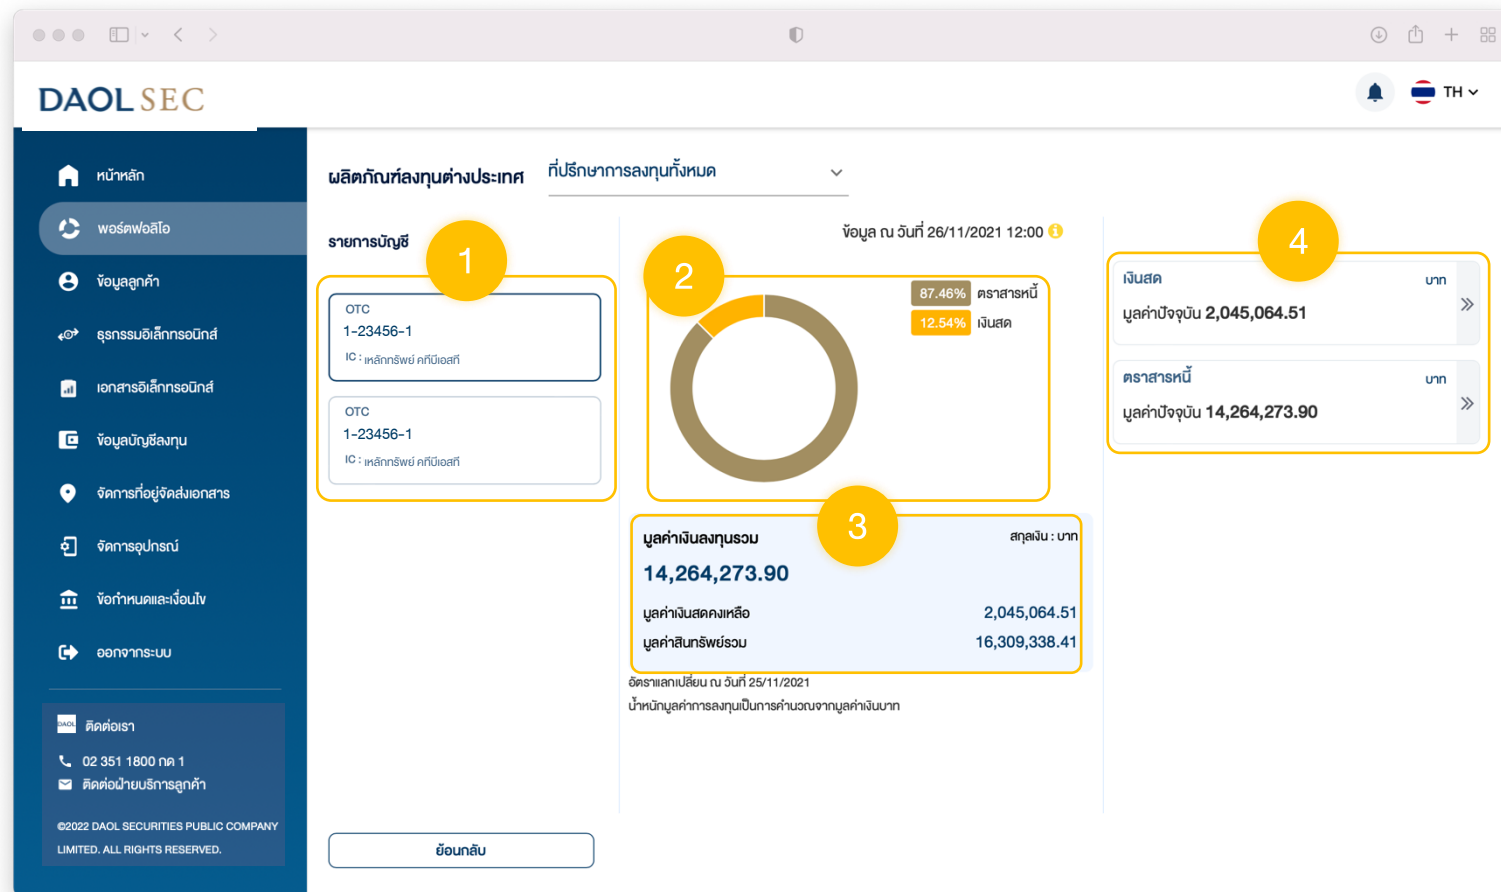 DAOL SEC
TH
หน้าหลัก
พอร์ตฟอลิโอ
ข้อมูลลูกค้า
ธุรกรรมอิเล็กทรอนิกส์
เอกสารอิเล็กทรอนิกส์
ข้อมูลบัญชีลงทุน
จัดการที่อยู่จัดส่งเอกสาร
จัดการอุปกรณ์
ข้อกำหนดและเงื่อนไข
ออกจากระบบ
DAOL ติดต่อเรา
02 351 1800 กด 1
ติดต่อฝ่ายบริการลูกค้า
©2022 DAOL SECURITIES PUBLIC COMPANY
LIMITED. ALL RIGHTS RESERVED.
ผลิตภัณฑ์ลงทุนต่างประเทศ
ที่ปรึกษาการลงทุนทั้งหมด
รายการบัญชี
1
OTC
1-23456-1
IC : เหลักทรัพย์ คทีบีเอสที
OTC
1-23456-1
IC : เหลักทรัพย์ คทีบีเอสที
ย้อนกลับ
ข้อมูล ณ วันที่ 26/11/2021 12:00
2
87.46% ตราสารหนี้
12.54% เงินสด
3
มูลค่าเงินลงทุนรวม
สกุลเงิน : บาท
14,264,273.90
มูลค่าเงินสดคงเหลือ 2,045,064.51
มูลค่าสินทรัพย์รวม 16,309,338.41
อัตราแลกเปลี่ยน ณ วันที่ 25/11/2021
น้ำหนักมูลค่าการลงทุนเป็นการคำนวณจากมูลค่าเงินบาท
4
เงินสด บาท
มูลค่าปัจจุบัน 2,045,064.51
ตราสารหนี้ บาท
มูลค่าปัจจุบัน 14,264,273.90